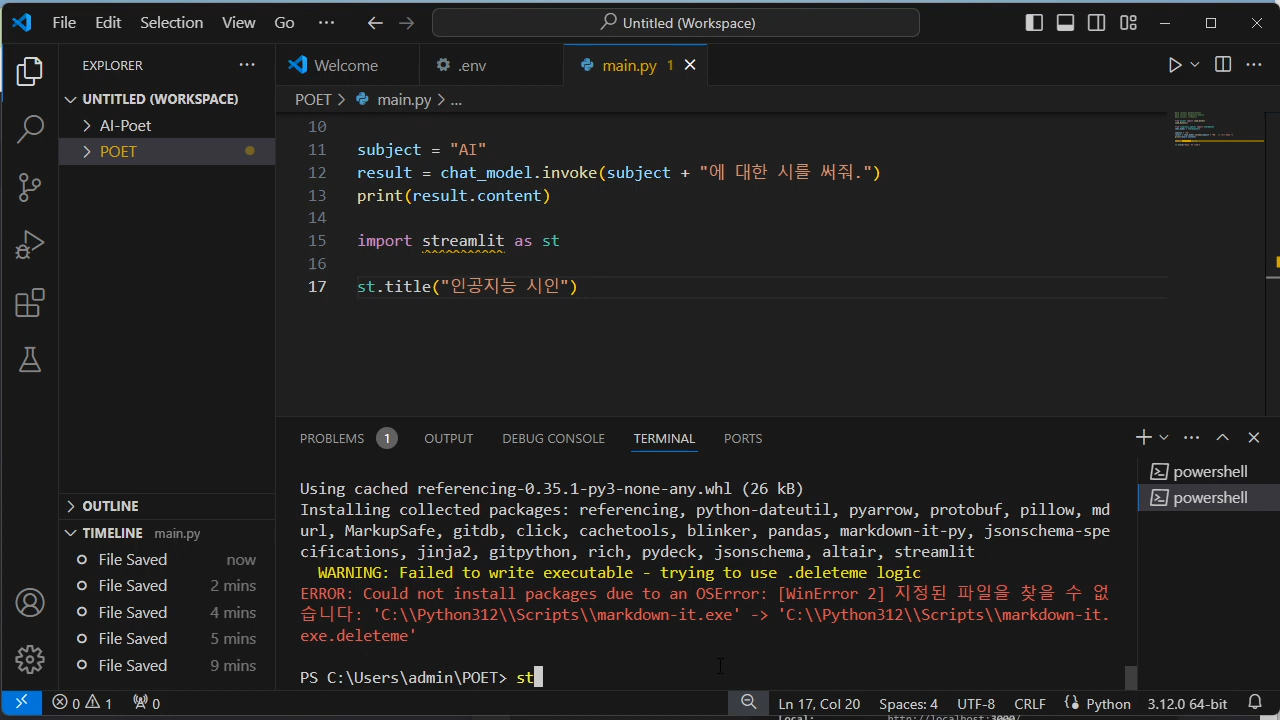 File Edit Selection View Go ··· Untitled (Workspace)
EXPLORER ···
Welcome .env main.py 1
UNTITLED (WORKSPACE)
AI-Poet
POET
POET > main.py > ...
10
11 subject = "AI"
12 result = chat_model.invoke(subject + "에 대한 시를 써줘.")
13 print(result.content)
14
15 import streamlit as st
16
17 st.title("인공지능 시인")
OUTLINE
TIMELINE main.py
File Saved now
File Saved 2 mins
File Saved 4 mins
File Saved 5 mins
File Saved 9 mins
PROBLEMS 1 OUTPUT DEBUG CONSOLE TERMINAL PORTS
powershell
powershell
Using cached referencing-0.35.1-py3-none-any.whl (26 kB)
Installing collected packages: referencing, python-dateutil, pyarrow, protobuf, pillow, md
url, MarkupSafe, gitdb, click, cachetools, blinker, pandas, markdown-it-py, jsonschema-spe
cifications, jinja2, gitpython, rich, pydeck, jsonschema, altair, streamlit
WARNING: Failed to write executable - trying to use .deleteme logic
ERROR: Could not install packages due to an OSError: [WinError 2] 지정된 파일을 찾을 수 없
습니다: 'C:\\Python312\\Scripts\\markdown-it.exe' -> 'C:\\Python312\\Scripts\\markdown-it.
exe.deleteme'
PS C:\Users\admin\POET> st
0 1 0 Ln 17, Col 20 Spaces: 4 UTF-8 CRLF Python 3.12.0 64-bit